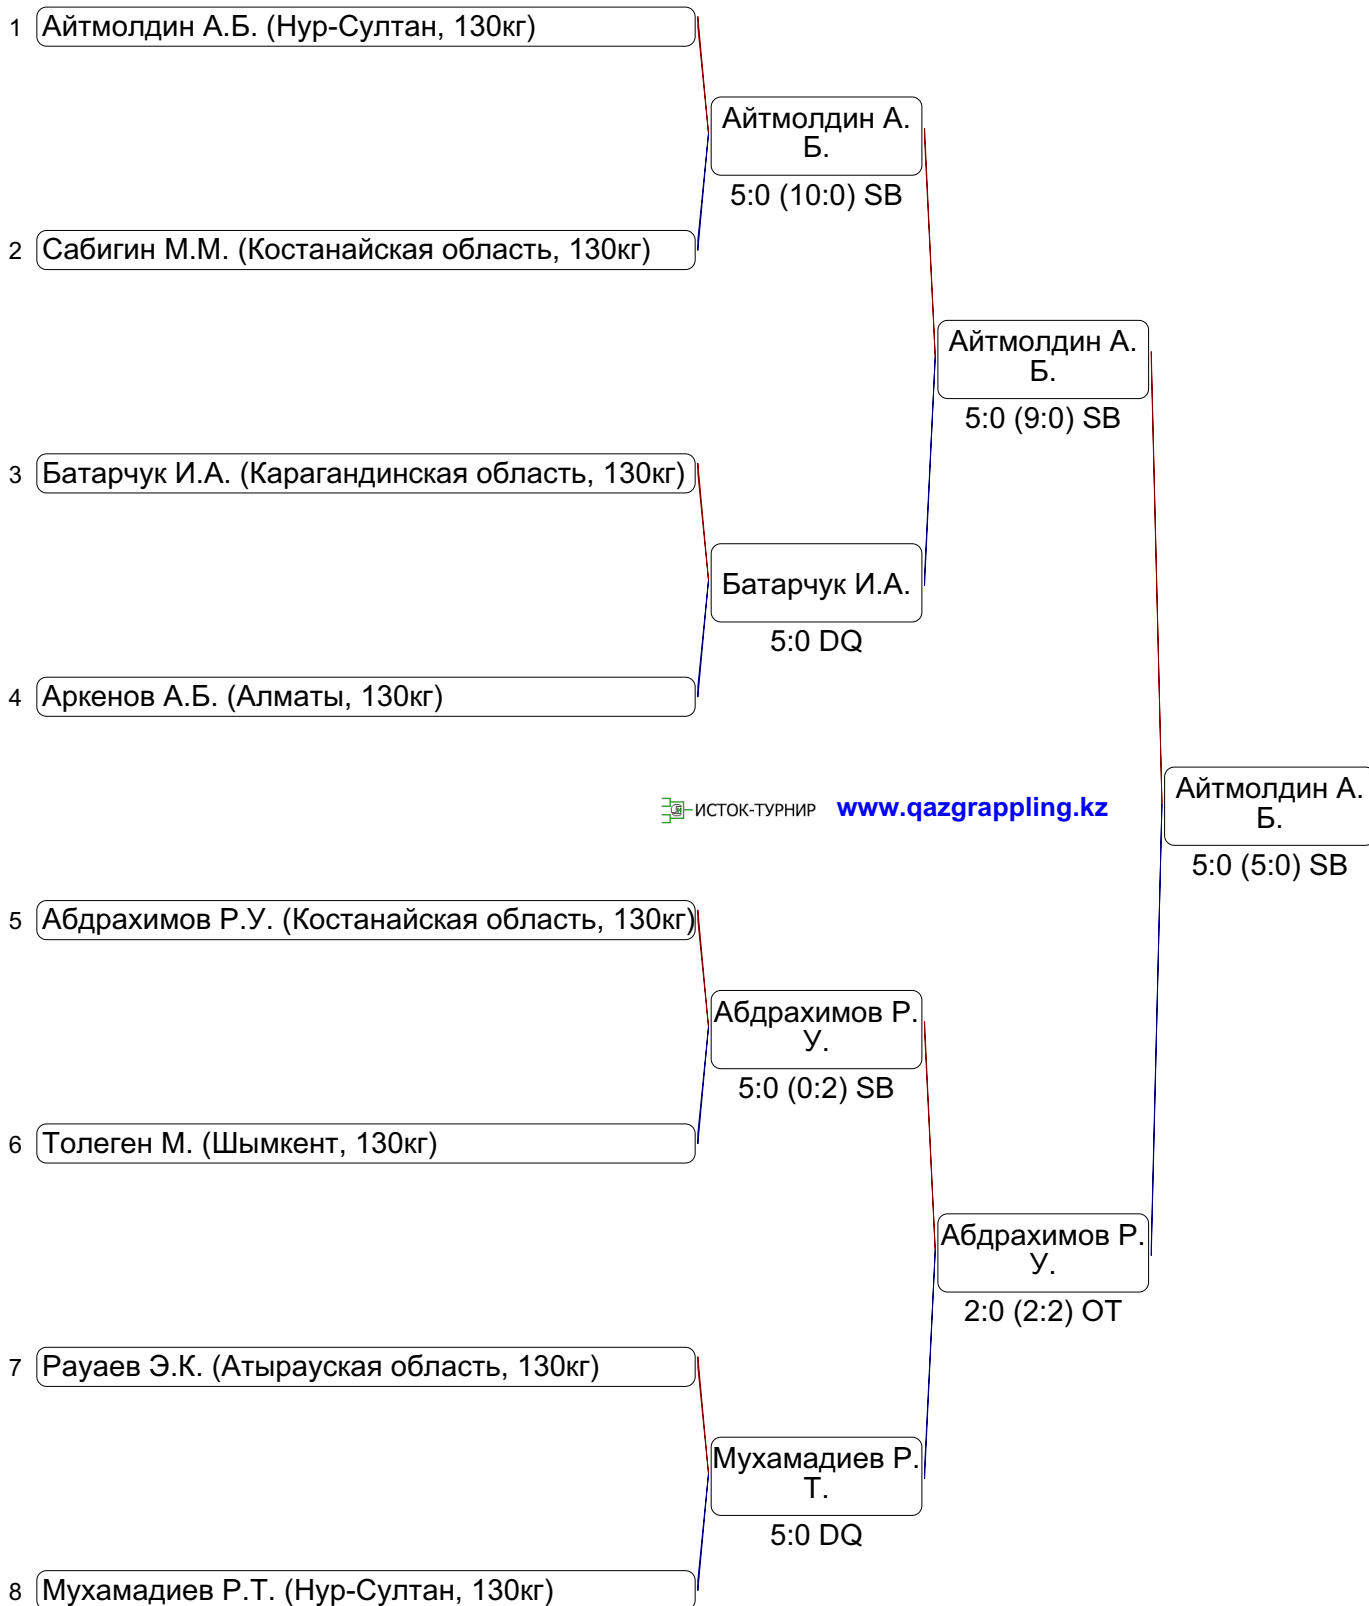 1 Айтмолдин А.Б. (Нур-Султан, 130кг)
Айтмолдин А.
Б.
5:0 (10:0) SB
2 Сабигин М.М. (Костанайская область, 130кг)
Айтмолдин А.
Б.
5:0 (9:0) SB
3 Батарчук И.А. (Карагандинская область, 130кг)
Батарчук И.А.
5:0 DQ
4 Аркенов А.Б. (Алматы, 130кг)
ИСТОК-ТУРНИР www.qazgrappling.kz
Айтмолдин А.
Б.
5:0 (5:0) SB
5 Абдрахимов Р.У. (Костанайская область, 130кг)
Абдрахимов Р.
У.
5:0 (0:2) SB
6 Толеген М. (Шымкент, 130кг)
Абдрахимов Р.
У.
2:0 (2:2) OT
7 Рауаев Э.К. (Атырауская область, 130кг)
Мухамадиев Р.
Т.
5:0 DQ
8 Мухамадиев Р.Т. (Нур-Султан, 130кг)